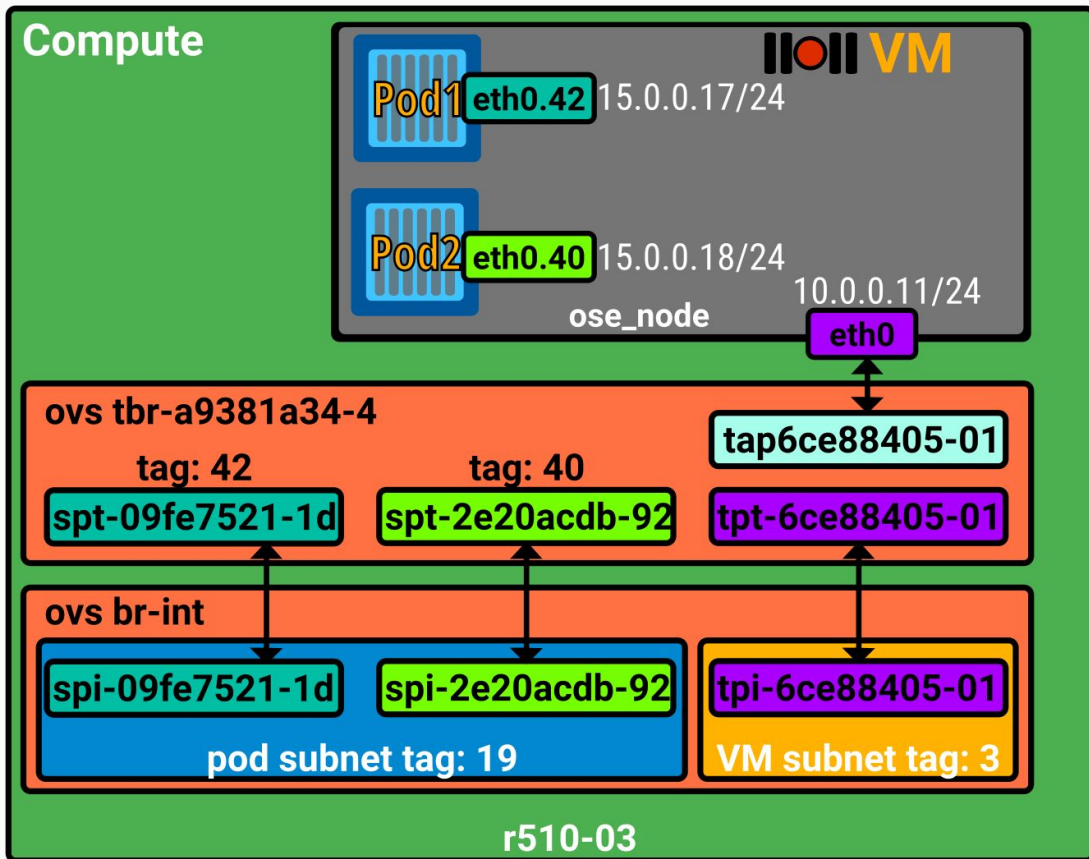 Compute
VM
Pod1 eth0.42 15.0.0.17/24
Pod2 eth0.40 15.0.0.18/24
10.0.0.11/24
ose_node
eth0
ovs tbr-a9381a34-4
tap6ce88405-01
tag: 42 tag: 40
spt-09fe7521-1d spt-2e20acdb-92 tpt-6ce88405-01
ovs br-int
spi-09fe7521-1d spi-2e20acdb-92 tpi-6ce88405-01
pod subnet tag: 19 VM subnet tag: 3
r510-03